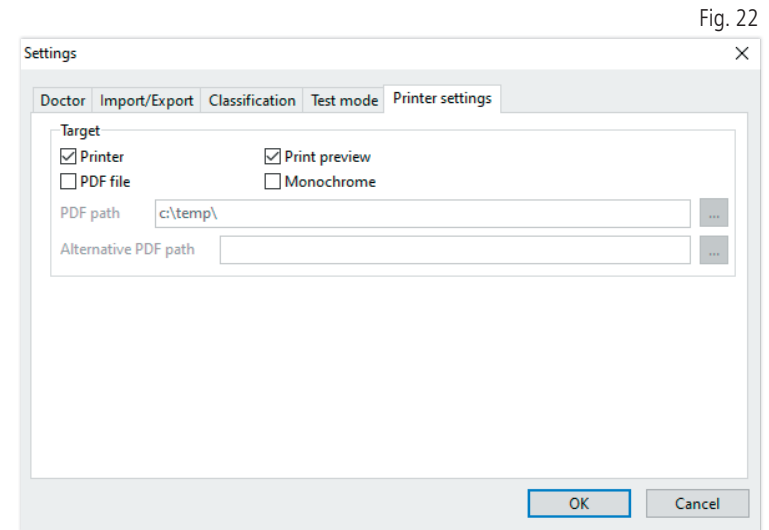 Fig. 22
Settings
Doctor Import/Export Classification Test mode Printer settings
Target
Printer Print preview
PDF file Monochrome
PDF path c:\temp\ ...
Alternative PDF path ...
OK Cancel